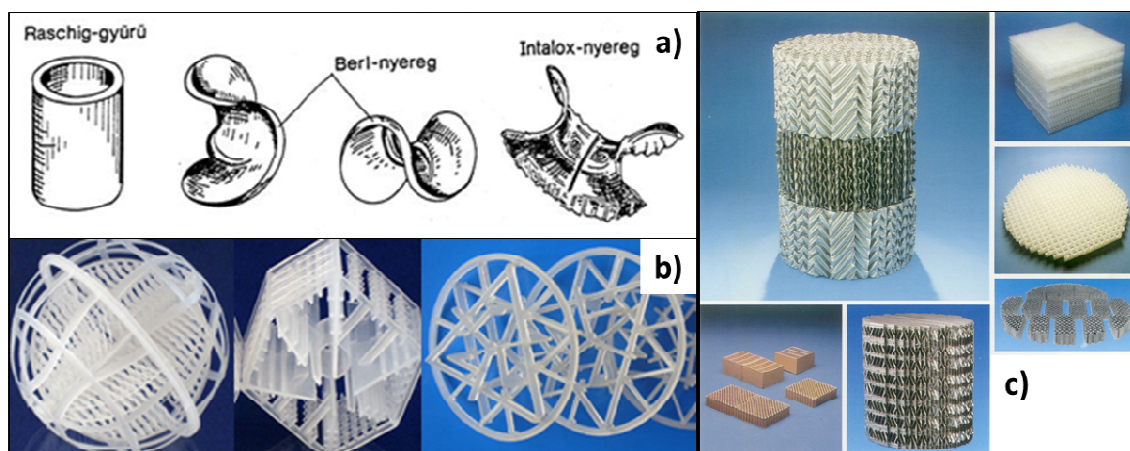 Raschig-gyűrű
a)
Berl-nyereg
Intalox-nyereg
b)
c)